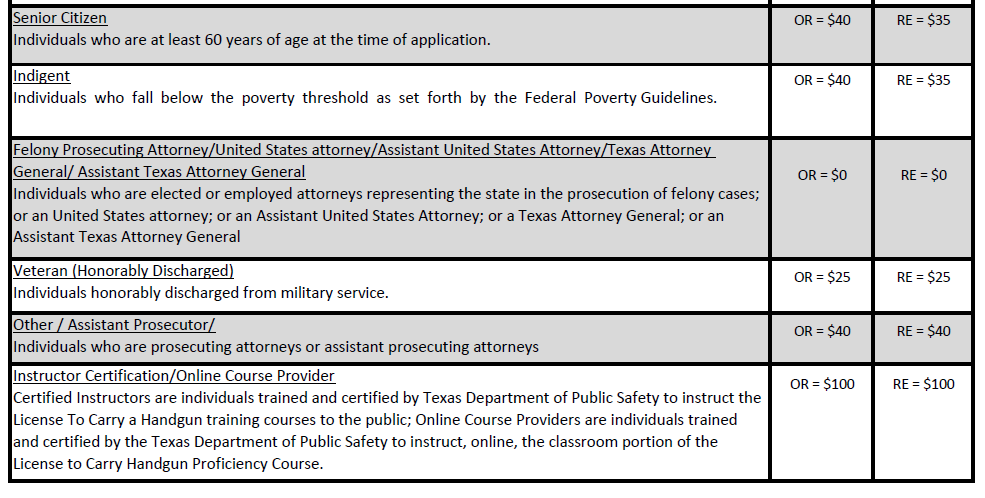 Senior Citizen
OR = $40
RE = $35
Individuals who are at least 60 years of age at the time of application.
Indigent
OR = $40
RE = $35
Individuals who fall below the poverty threshold as set forth by the Federal Poverty Guidelines.
Felony Prosecuting Attorney/United States attorney/Assistant United States Attorney/Texas Attorney
General/ Assistant Texas Attorney General
Individuals who are elected or employed attorneys representing the state in the prosecution of felony cases;
or an United States attorney; or an Assistant United States Attorney; or a Texas Attorney General; or an
Assistant Texas Attorney General
OR = $0
RE = $0
Veteran (Honorably Discharged)
Individuals honorably discharged from military service.
OR = $25
RE = $25
Other / Assistant Prosecutor/
Individuals who are prosecuting attorneys or assistant prosecuting attorneys
OR = $40
RE = $40
Instructor Certification/Online Course Provider
Certified Instructors are individuals trained and certified by Texas Department of Public Safety to instruct the
License To Carry a Handgun training courses to the public; Online Course Providers are individuals trained
and certified by the Texas Department of Public Safety to instruct, online, the classroom portion of the
License to Carry Handgun Proficiency Course.
OR = $100
RE = $100